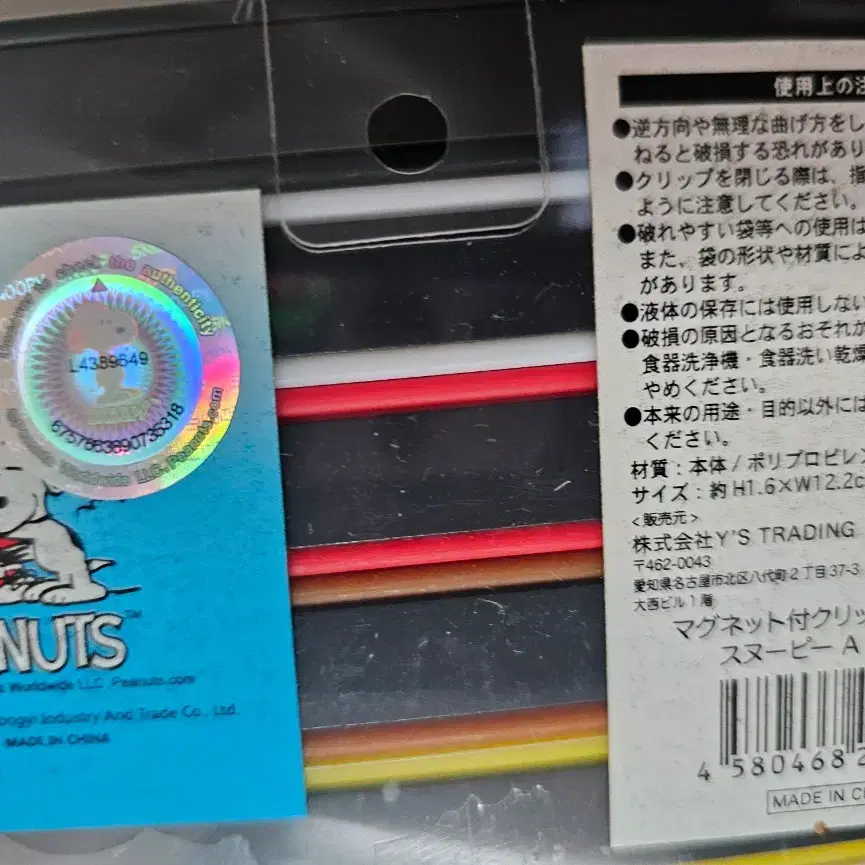 check the authenticity
L4389649
6757663890735318
Worldwide LLC Peanuts.com
NUTS™
Worldwide LLC Peanuts.com
Industry And Trade Co., Ltd.
MADE IN CHINA
使用上の注
●逆方向や無理な曲げ方をし
ねると破損する恐れがあり
●クリップを閉じる際は、指
ように注意してください。
●破れやすい袋等への使用は
また、袋の形状や材質によ
があります。
●液体の保存には使用しない
●破損の原因となるおそれが
食器洗浄機・食器洗い乾燥
やめください。
●本来の用途・目的以外には
ください。
材質：本体/ポリプロピレン
サイズ：約H1.6×W12.2c
<販売元>
株式会社Y'S TRADING
〒462-0043
愛知県名古屋市北区八代町2丁目37-3
大西ビル1階
マグネット付クリッ
スヌーピー A
4 580468 2
MADE IN C